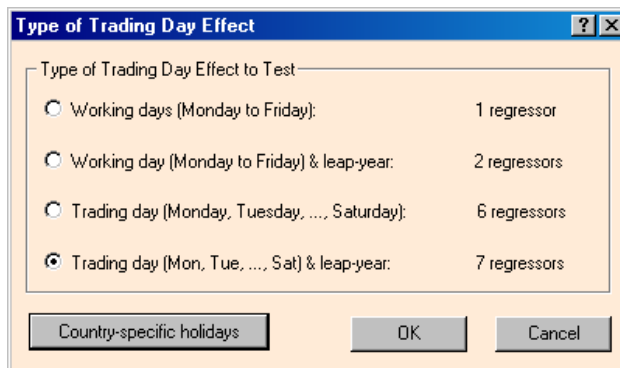 Type of Trading Day Effect
Type of Trading Day Effect to Test
Working days (Monday to Friday): 1 regressor
Working day (Monday to Friday) & leap-year: 2 regressors
Trading day (Monday, Tuesday, ..., Saturday): 6 regressors
Trading day (Mon, Tue, ..., Sat) & leap-year: 7 regressors
Country-specific holidays OK Cancel